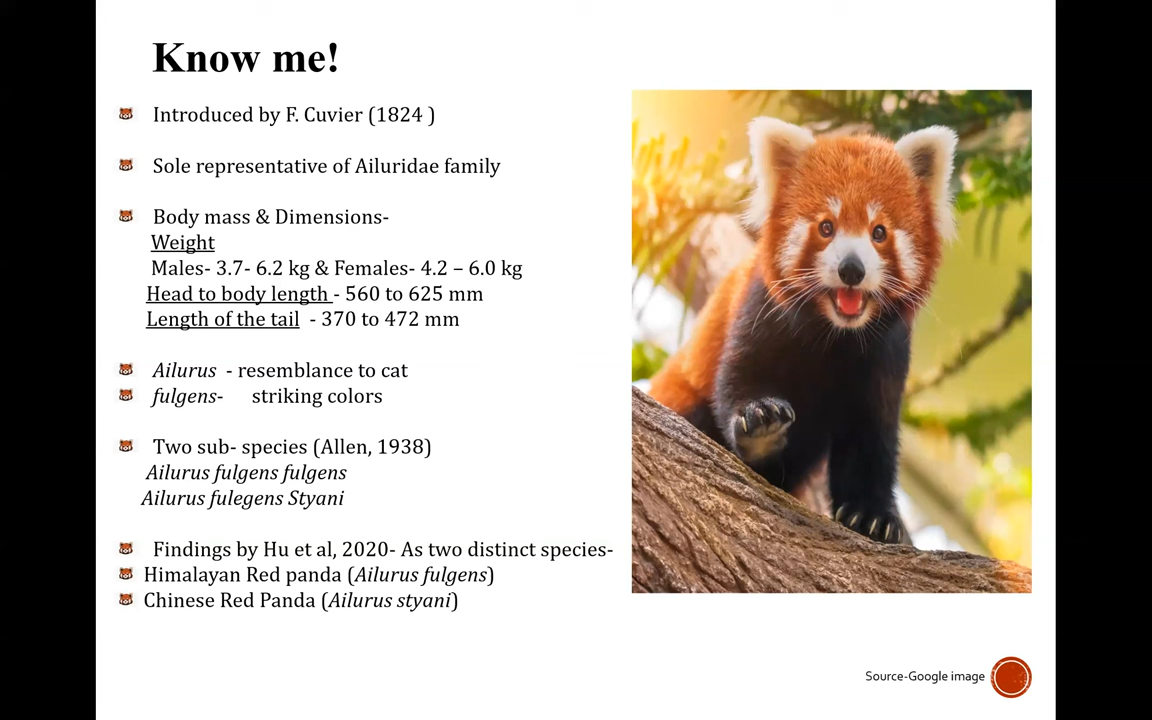 Know me!
Introduced by F. Cuvier (1824 )
Sole representative of Ailuridae family
Body mass & Dimensions-
Weight
Males- 3.7- 6.2 kg & Females- 4.2 – 6.0 kg
Head to body length - 560 to 625 mm
Length of the tail - 370 to 472 mm
Ailurus - resemblance to cat
fulgens- striking colors
Two sub- species (Allen, 1938)
Ailurus fulgens fulgens
Ailurus fulegens Styani
Findings by Hu et al, 2020- As two distinct species-
Himalayan Red panda (Ailurus fulgens)
Chinese Red Panda (Ailurus styani)
Source-Google image